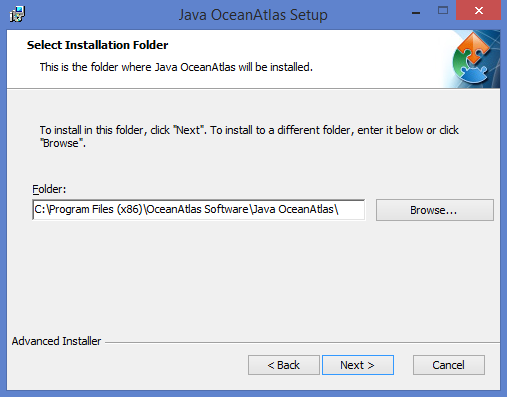 Java OceanAtlas Setup
Select Installation Folder
This is the folder where Java OceanAtlas will be installed.
To install in this folder, click "Next". To install to a different folder, enter it below or click
"Browse".
Folder:
C:\Program Files (x86)\OceanAtlas Software\Java OceanAtlas\
Browse...
Advanced Installer
< Back
Next >
Cancel